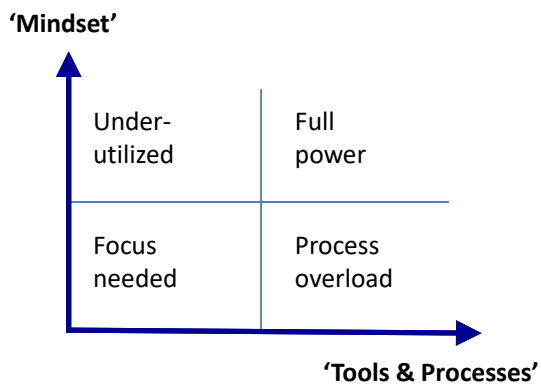 ‘Mindset’
Under-
utilized
Full
power
Focus
needed
Process
overload
‘Tools & Processes’